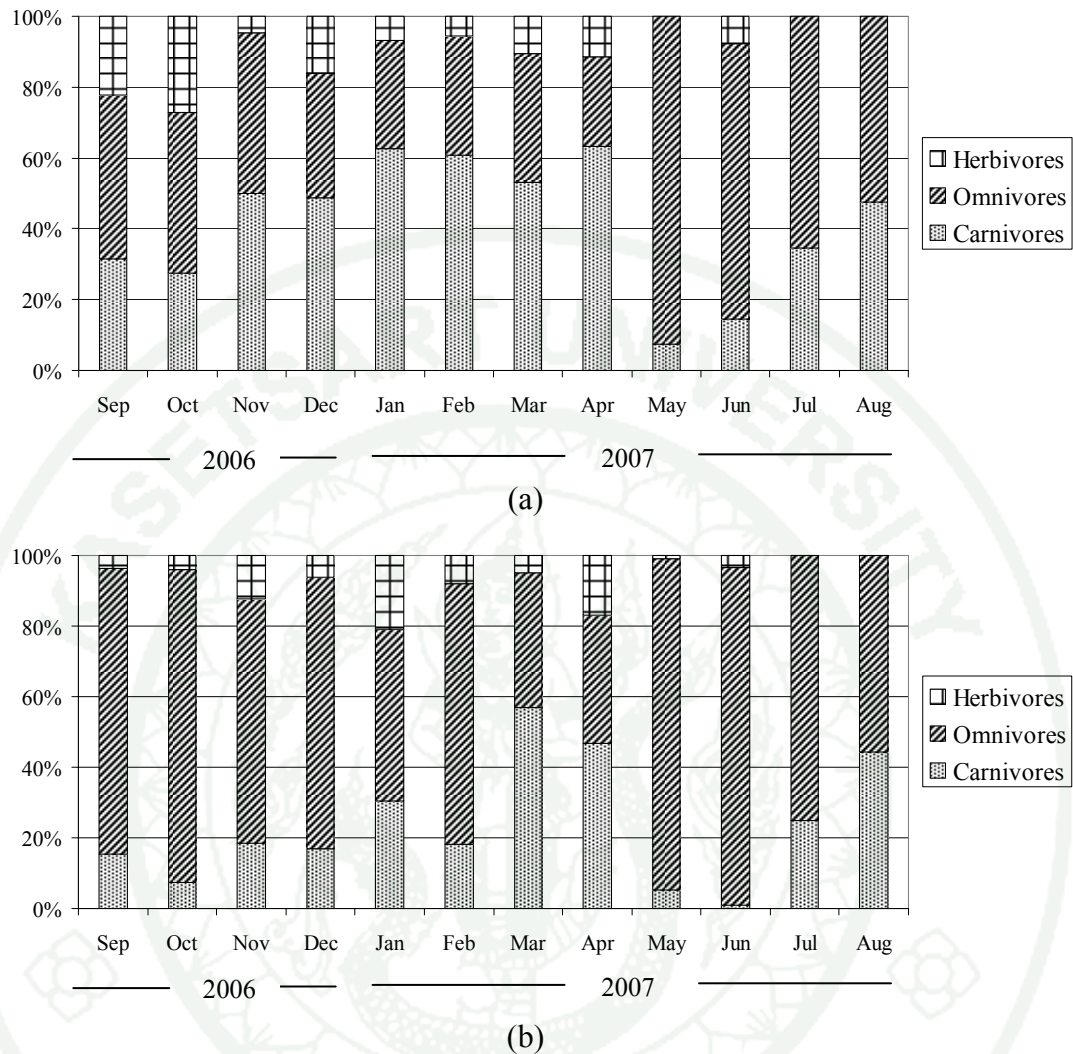 100%
80%
60%
40%
20%
0%
Sep Oct Nov Dec Jan Feb Mar Apr May Jun Jul Aug
2006 2007
Herbivores
Omnivores
Carnivores
(a)
100%
80%
60%
40%
20%
0%
Sep Oct Nov Dec Jan Feb Mar Apr May Jun Jul Aug
2006 2007
Herbivores
Omnivores
Carnivores
(b)
KASETSART UNIVERSITY